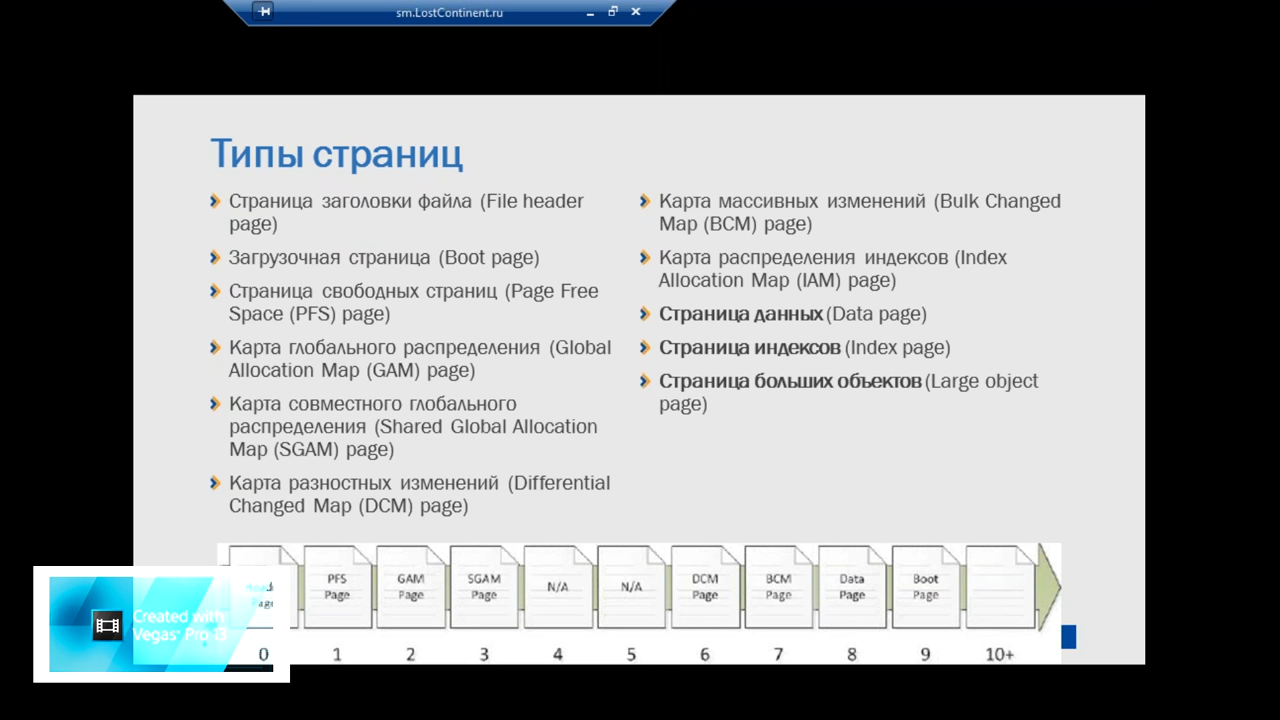 sm.LostContinent.ru
Типы страниц
Страница заголовки файла (File header
page)
Загрузочная страница (Boot page)
Страница свободных страниц (Page Free
Space (PFS) page)
Карта глобального распределения (Global
Allocation Map (GAM) page)
Карта совместного глобального
распределения (Shared Global Allocation
Map (SGAM) page)
Карта разностных изменений (Differential
Changed Map (DCM) page)
Карта массивных изменений (Bulk Changed
Map (BCM) page)
Карта распределения индексов (Index
Allocation Map (IAM) page)
Страница данных (Data page)
Страница индексов (Index page)
Страница больших объектов (Large object
page)
PFS Page
GAM Page
SGAM Page
N/A
N/A
DCM Page
BCM Page
Data Page
Boot Page
0 1 2 3 4 5 6 7 8 9 10+
Created with
Vegas Pro 13